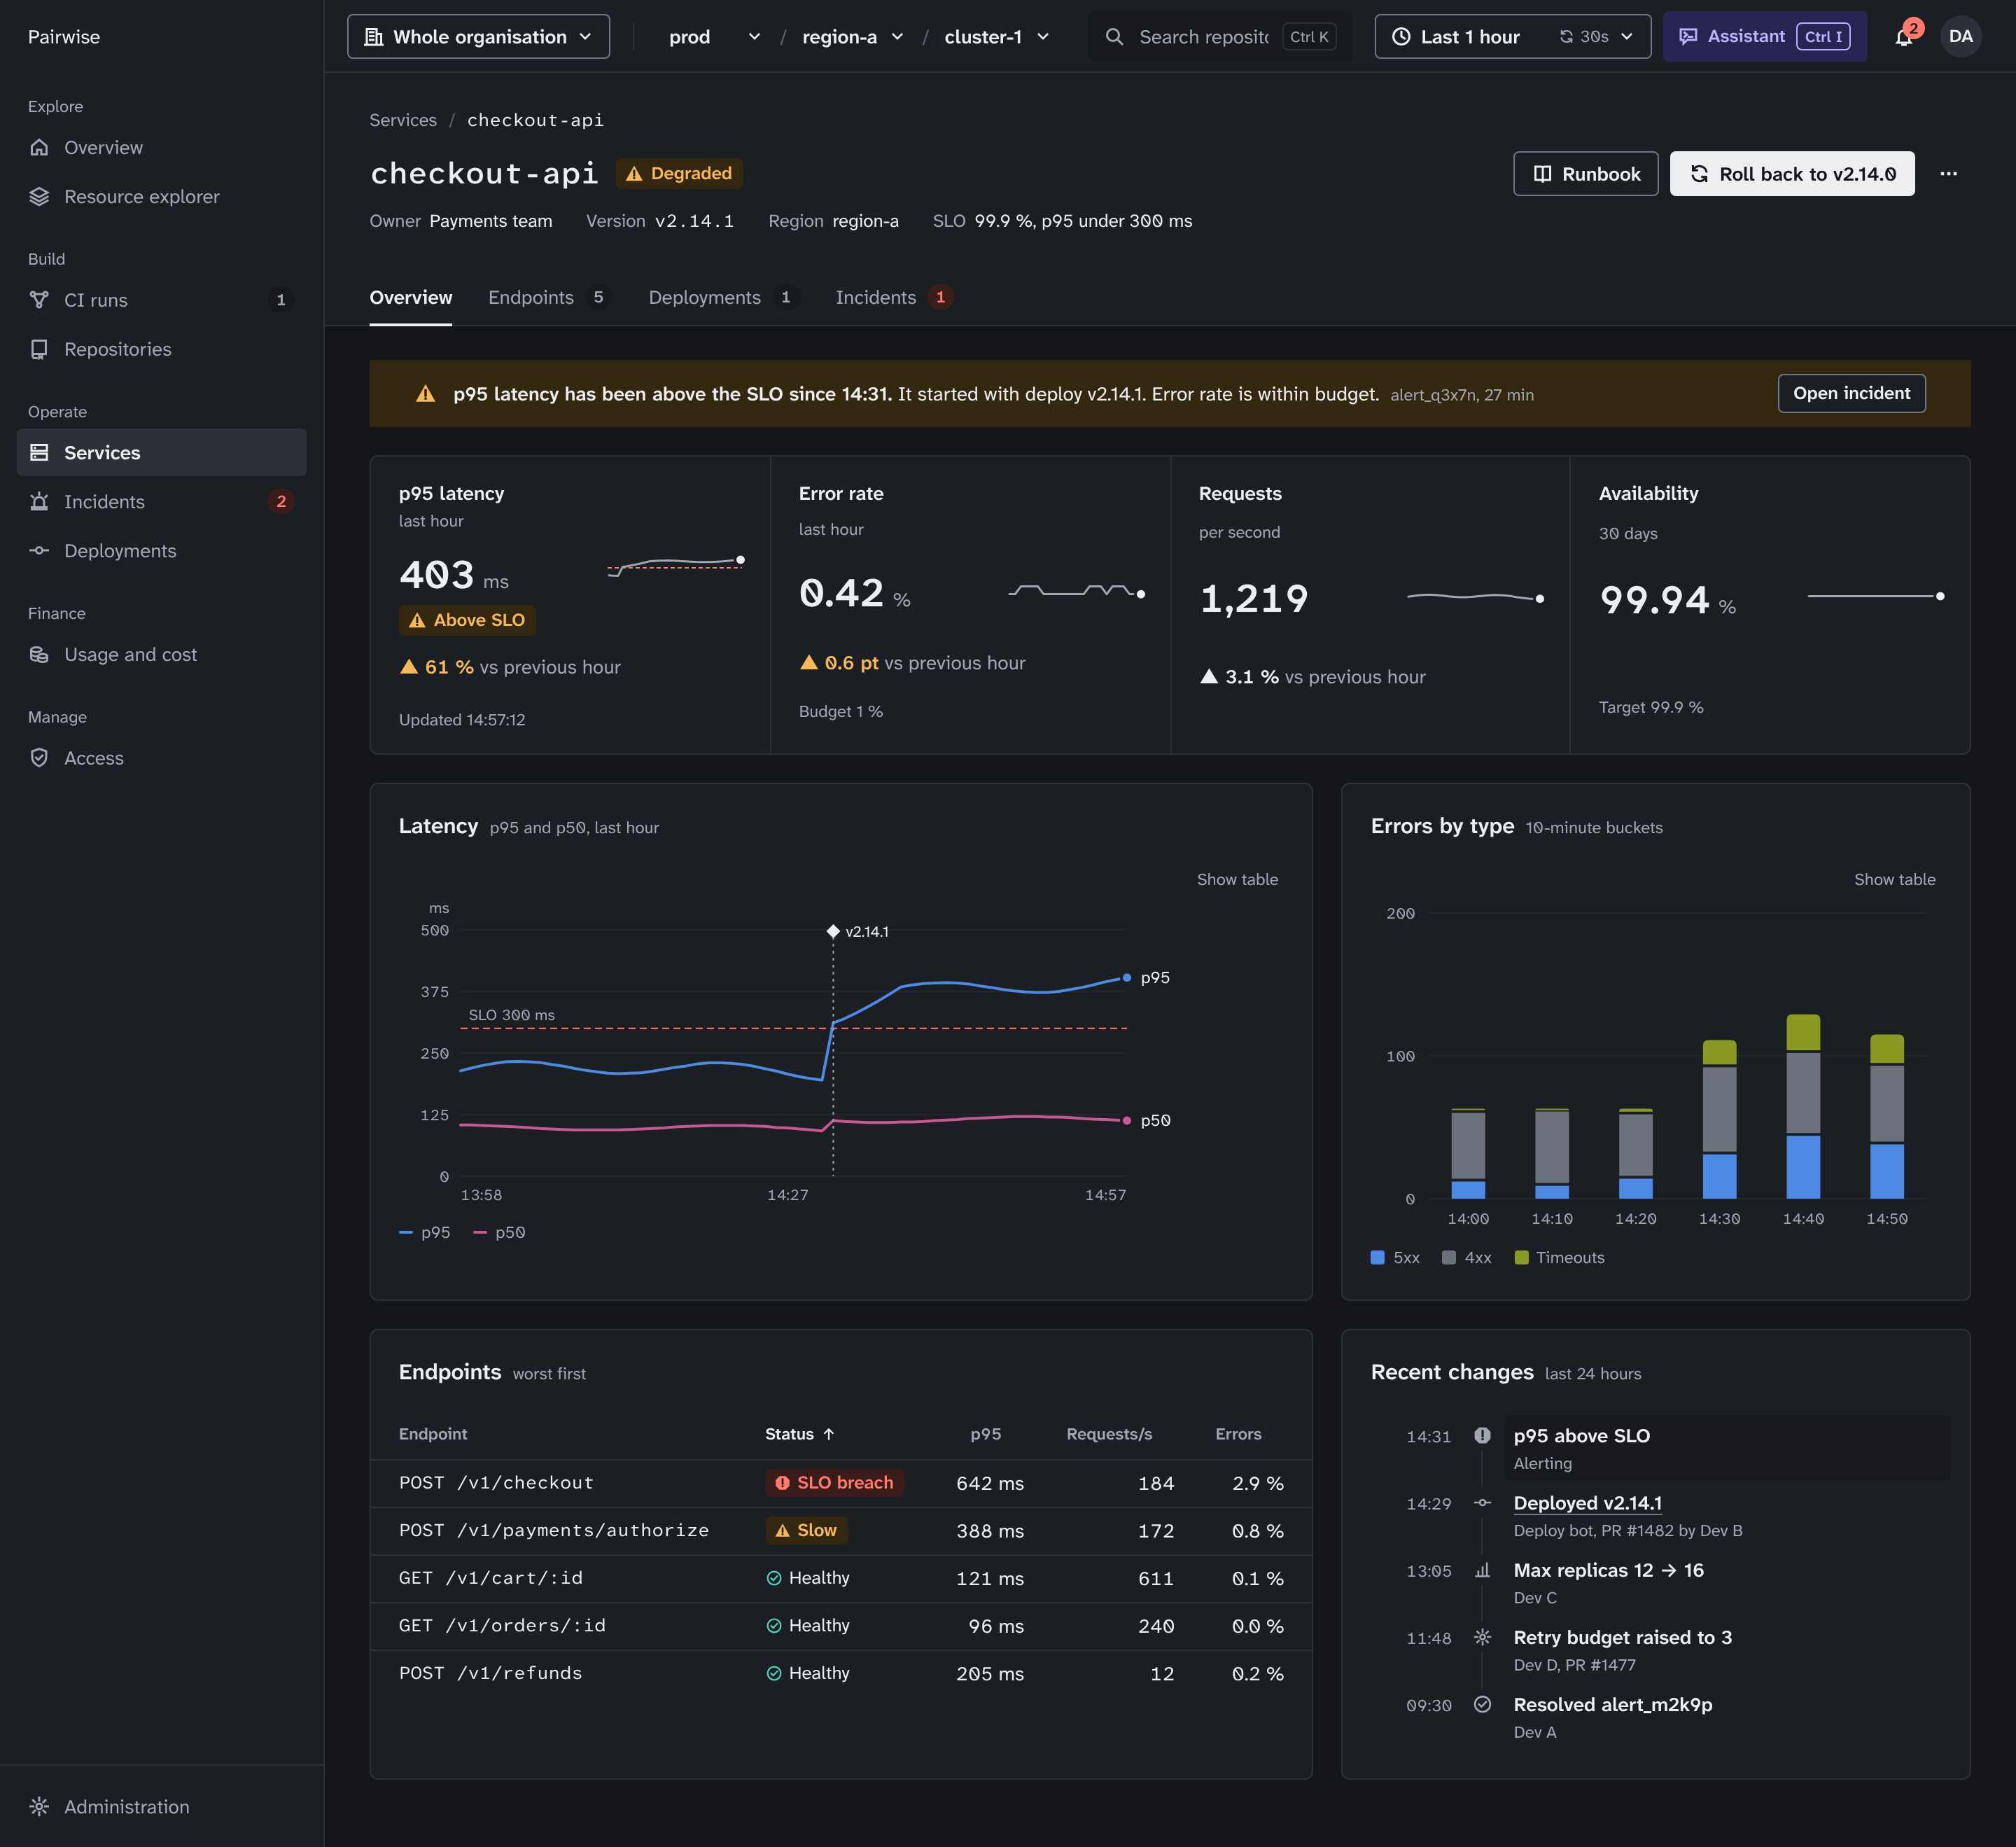 Pairwise
Whole organisation
prod / region-a / cluster-1
Search reposito Ctrl K
Last 1 hour 30s
Assistant Ctrl I
2
DA
Explore
Overview
Resource explorer
Build
CI runs 1
Repositories
Operate
Services
Incidents 2
Deployments
Finance
Usage and cost
Manage
Access
Administration
Services / checkout-api
checkout-api Degraded
Runbook
Roll back to v2.14.0
Owner Payments team Version v2.14.1 Region region-a SLO 99.9 %, p95 under 300 ms
Overview Endpoints 5 Deployments 1 Incidents 1
p95 latency has been above the SLO since 14:31. It started with deploy v2.14.1. Error rate is within budget. alert_q3x7n, 27 min
Open incident
p95 latency
last hour
403 ms
Above SLO
61 % vs previous hour
Updated 14:57:12
Error rate
last hour
0.42 %
0.6 pt vs previous hour
Budget 1 %
Requests
per second
1,219
3.1 % vs previous hour
Availability
30 days
99.94 %
Target 99.9 %
Latency p95 and p50, last hour
Show table
ms
500
375
250
125
0
v2.14.1
SLO 300 ms
p95
p50
13:58 14:27 14:57
p95 p50
Errors by type 10-minute buckets
Show table
200
100
0
14:00 14:10 14:20 14:30 14:40 14:50
5xx 4xx Timeouts
Endpoints worst first
Endpoint Status p95 Requests/s Errors
POST /v1/checkout SLO breach 642 ms 184 2.9 %
POST /v1/payments/authorize Slow 388 ms 172 0.8 %
GET /v1/cart/:id Healthy 121 ms 611 0.1 %
GET /v1/orders/:id Healthy 96 ms 240 0.0 %
POST /v1/refunds Healthy 205 ms 12 0.2 %
Recent changes last 24 hours
14:31 p95 above SLO
Alerting
14:29 Deployed v2.14.1
Deploy bot, PR #1482 by Dev B
13:05 Max replicas 12 → 16
Dev C
11:48 Retry budget raised to 3
Dev D, PR #1477
09:30 Resolved alert_m2k9p
Dev A